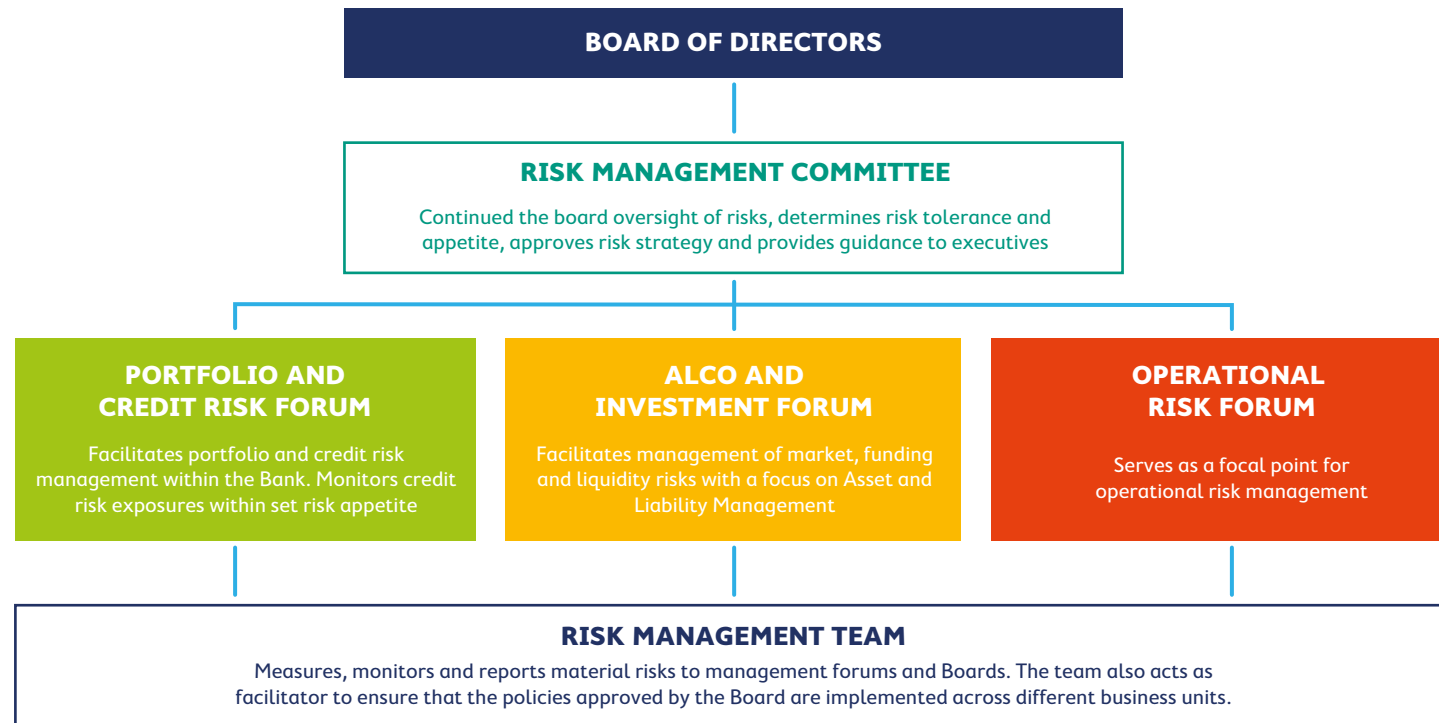 BOARD OF DIRECTORS
RISK MANAGEMENT COMMITTEE
Continued the board oversight of risks, determines risk tolerance and
appetite, approves risk strategy and provides guidance to executives
PORTFOLIO AND
CREDIT RISK FORUM
Facilitates portfolio and credit risk
management within the Bank. Monitors credit
risk exposures within set risk appetite
ALCO AND
INVESTMENT FORUM
Facilitates management of market, funding
and liquidity risks with a focus on Asset and
Liability Management
OPERATIONAL
RISK FORUM
Serves as a focal point for
operational risk management
RISK MANAGEMENT TEAM
Measures, monitors and reports material risks to management forums and Boards. The team also acts as
facilitator to ensure that the policies approved by the Board are implemented across different business units.